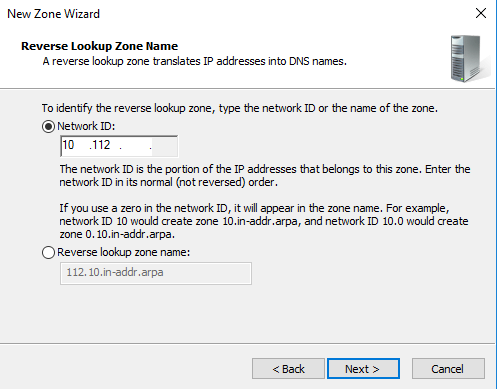 New Zone Wizard
Reverse Lookup Zone Name
A reverse lookup zone translates IP addresses into DNS names.
To identify the reverse lookup zone, type the network ID or the name of the zone.
Network ID:
10 .112 . .
The network ID is the portion of the IP addresses that belongs to this zone. Enter the
network ID in its normal (not reversed) order.
If you use a zero in the network ID, it will appear in the zone name. For example,
network ID 10 would create zone 10.in-addr.arpa, and network ID 10.0 would create
zone 0.10.in-addr.arpa.
Reverse lookup zone name:
112.10.in-addr.arpa
< Back
Next >
Cancel